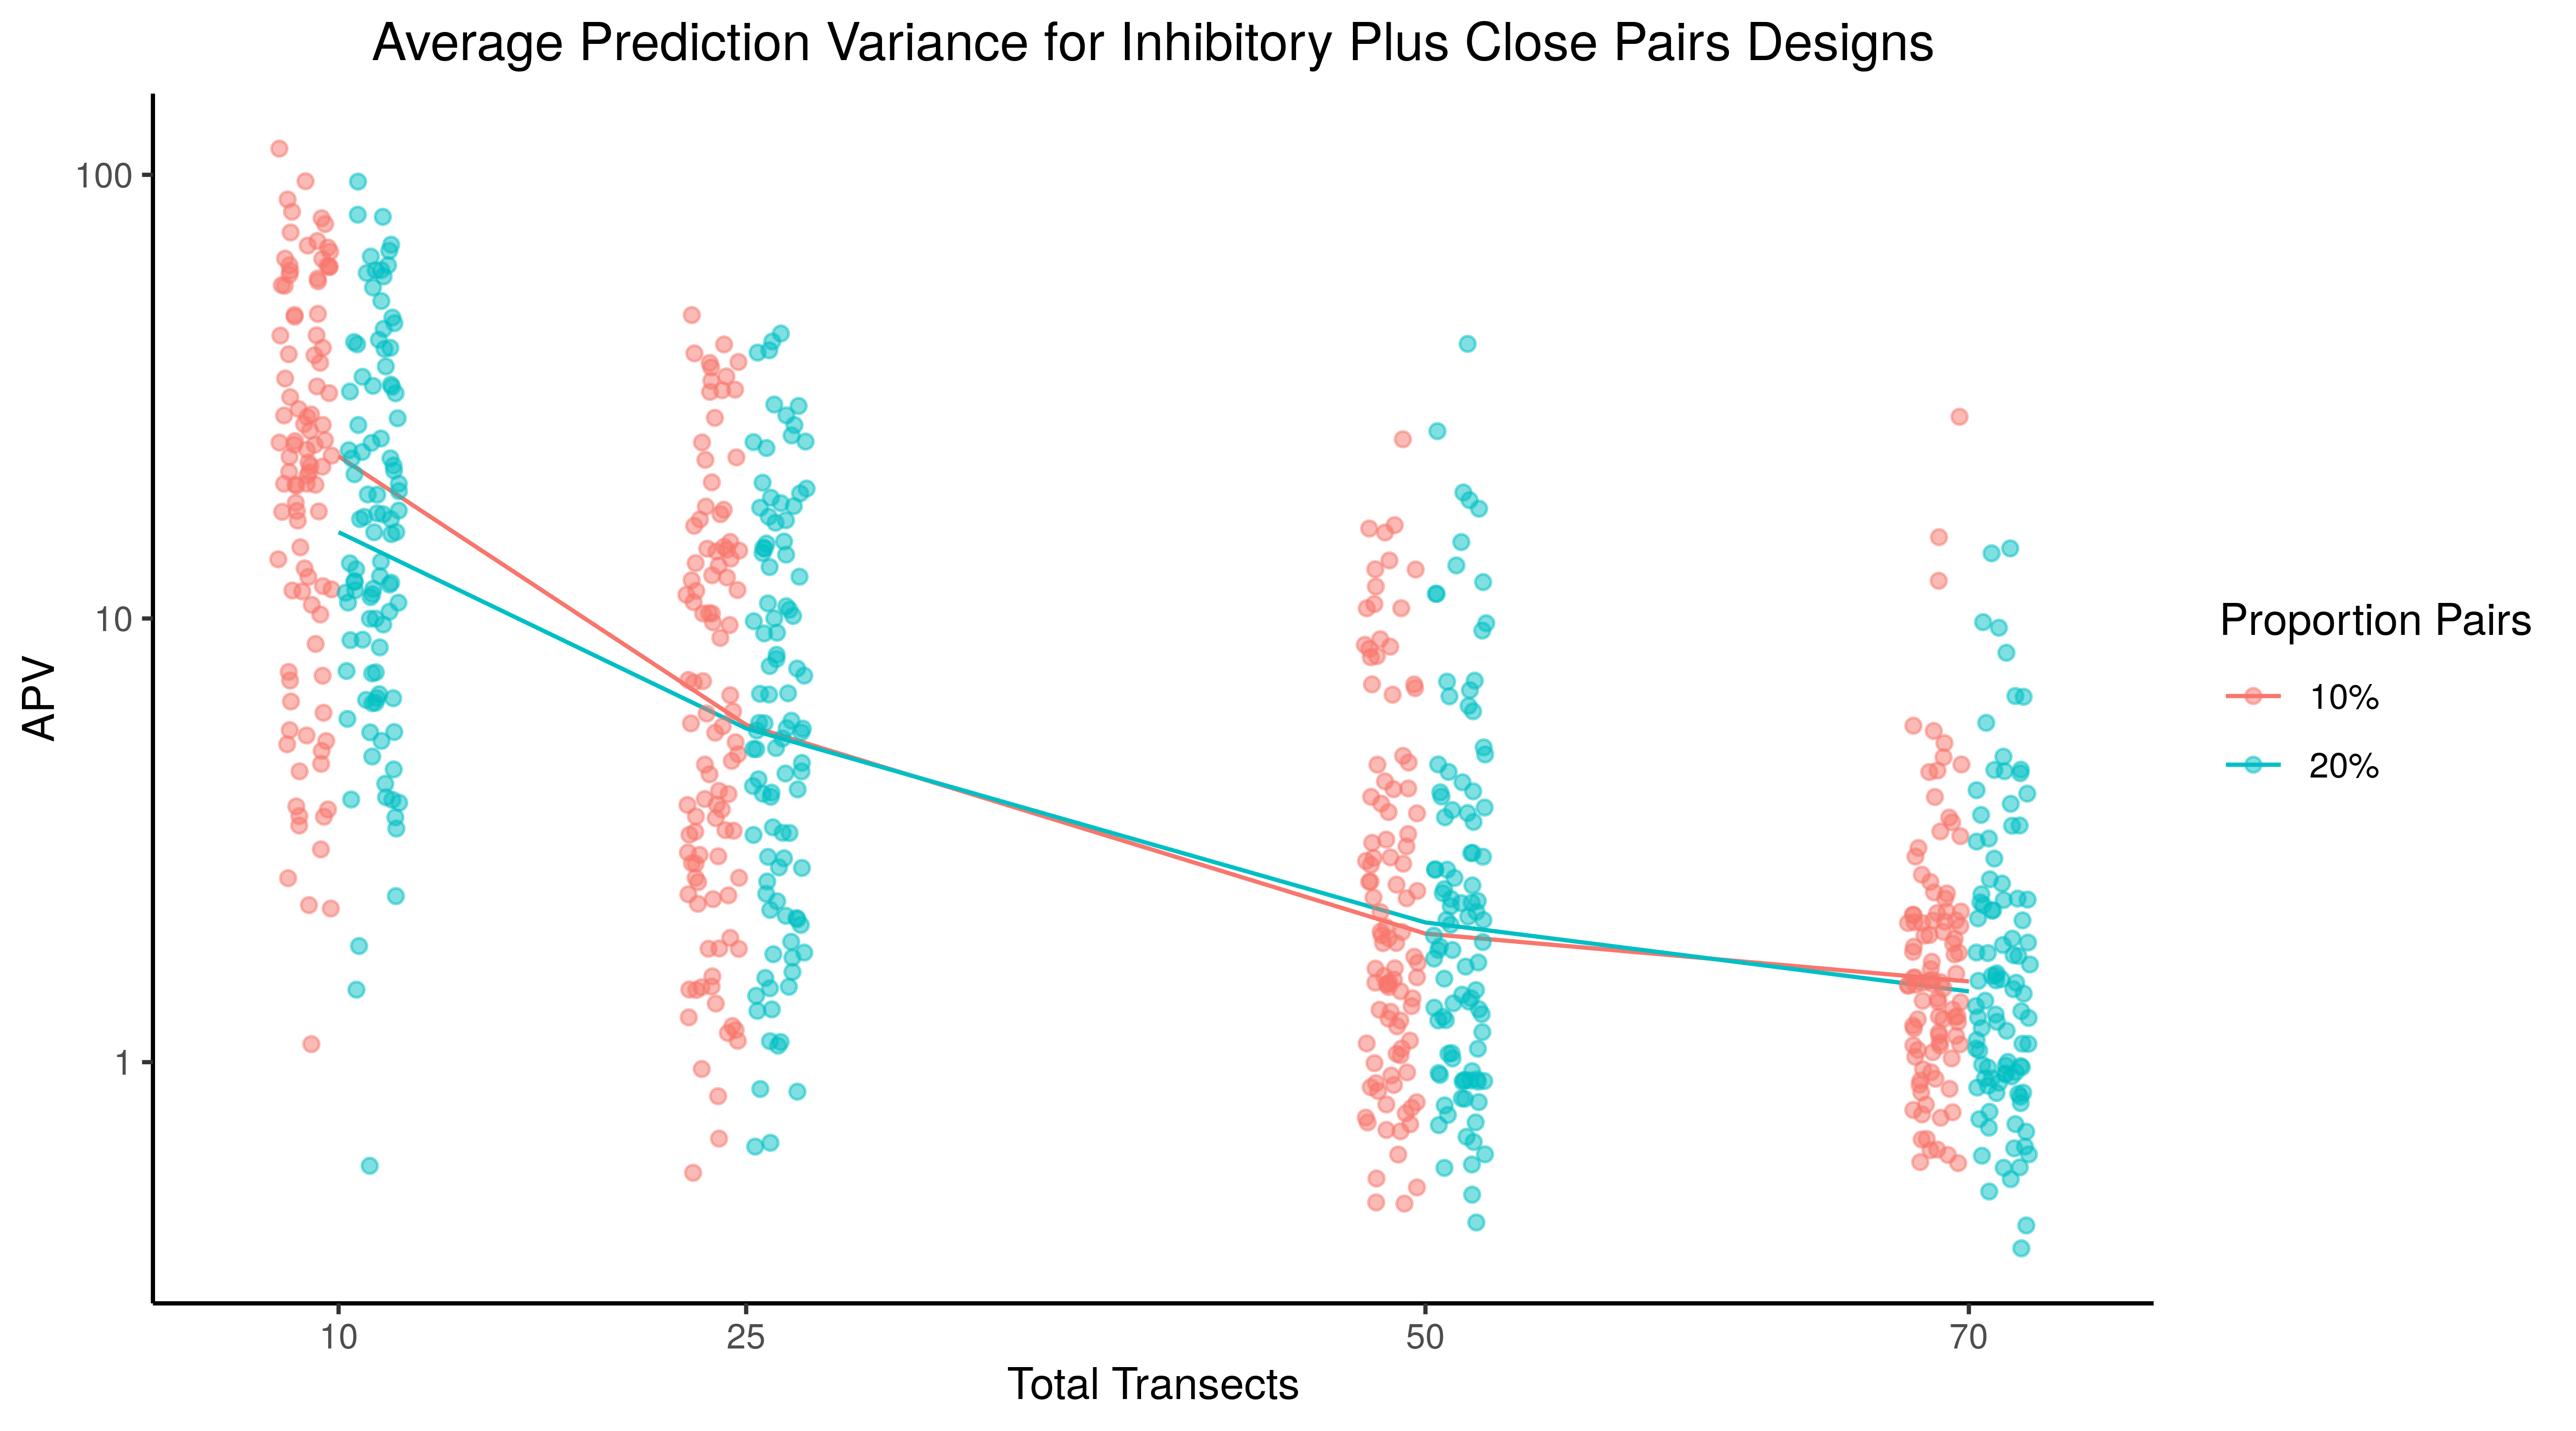 Average Prediction Variance for Inhibitory Plus Close Pairs Designs
100
10
1
APV
10 25 50 70
Total Transects
Proportion Pairs
10%
20%